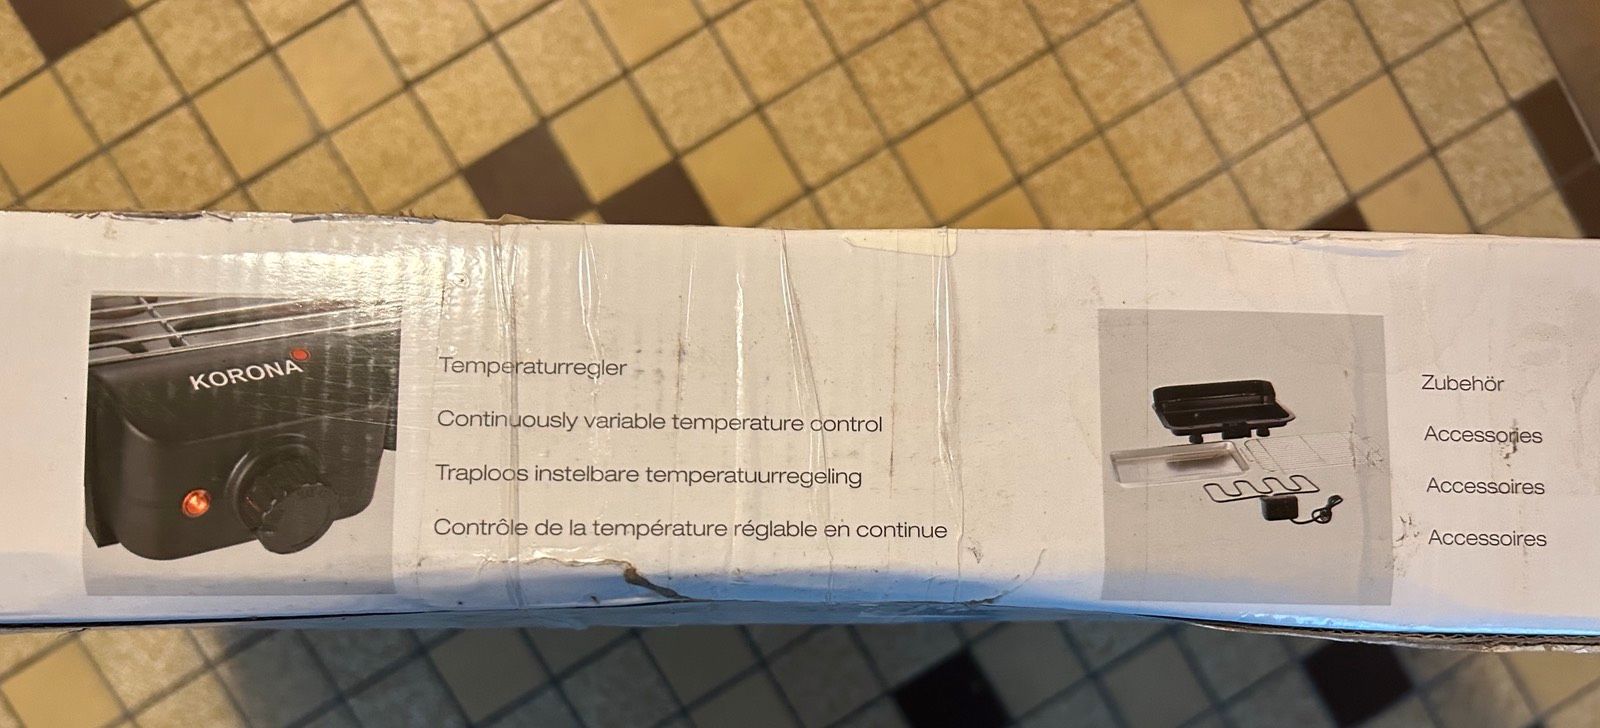 KORONA
Temperaturregler
Continuously variable temperature control
Traploos instelbare temperatuurregeling
Contrôle de la température réglable en continue
Zubehör
Accessories
Accessoires
Accessoires